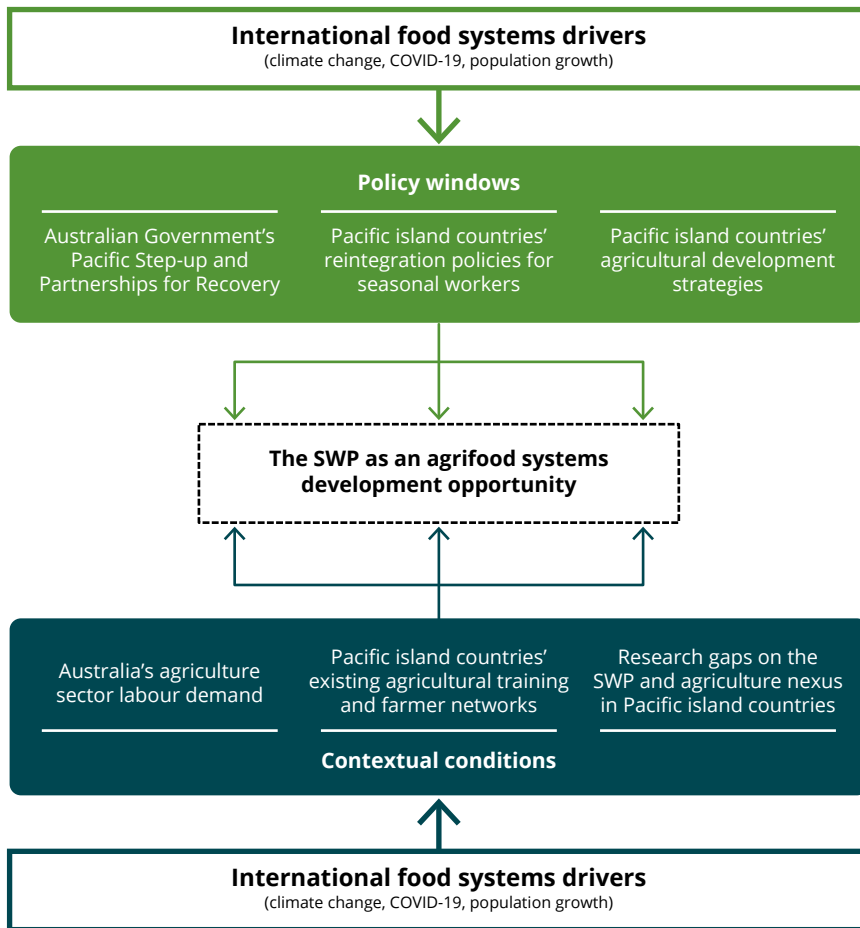 International food systems drivers
(climate change, COVID-19, population growth)
Policy windows
Australian Government’s
Pacific Step-up and
Partnerships for Recovery
Pacific island countries’
reintegration policies for
seasonal workers
Pacific island countries’
agricultural development
strategies
The SWP as an agrifood systems
development opportunity
Australia’s agriculture
sector labour demand
Pacific island countries’
existing agricultural training
and farmer networks
Research gaps on the
SWP and agriculture nexus
in Pacific island countries
Contextual conditions
International food systems drivers
(climate change, COVID-19, population growth)